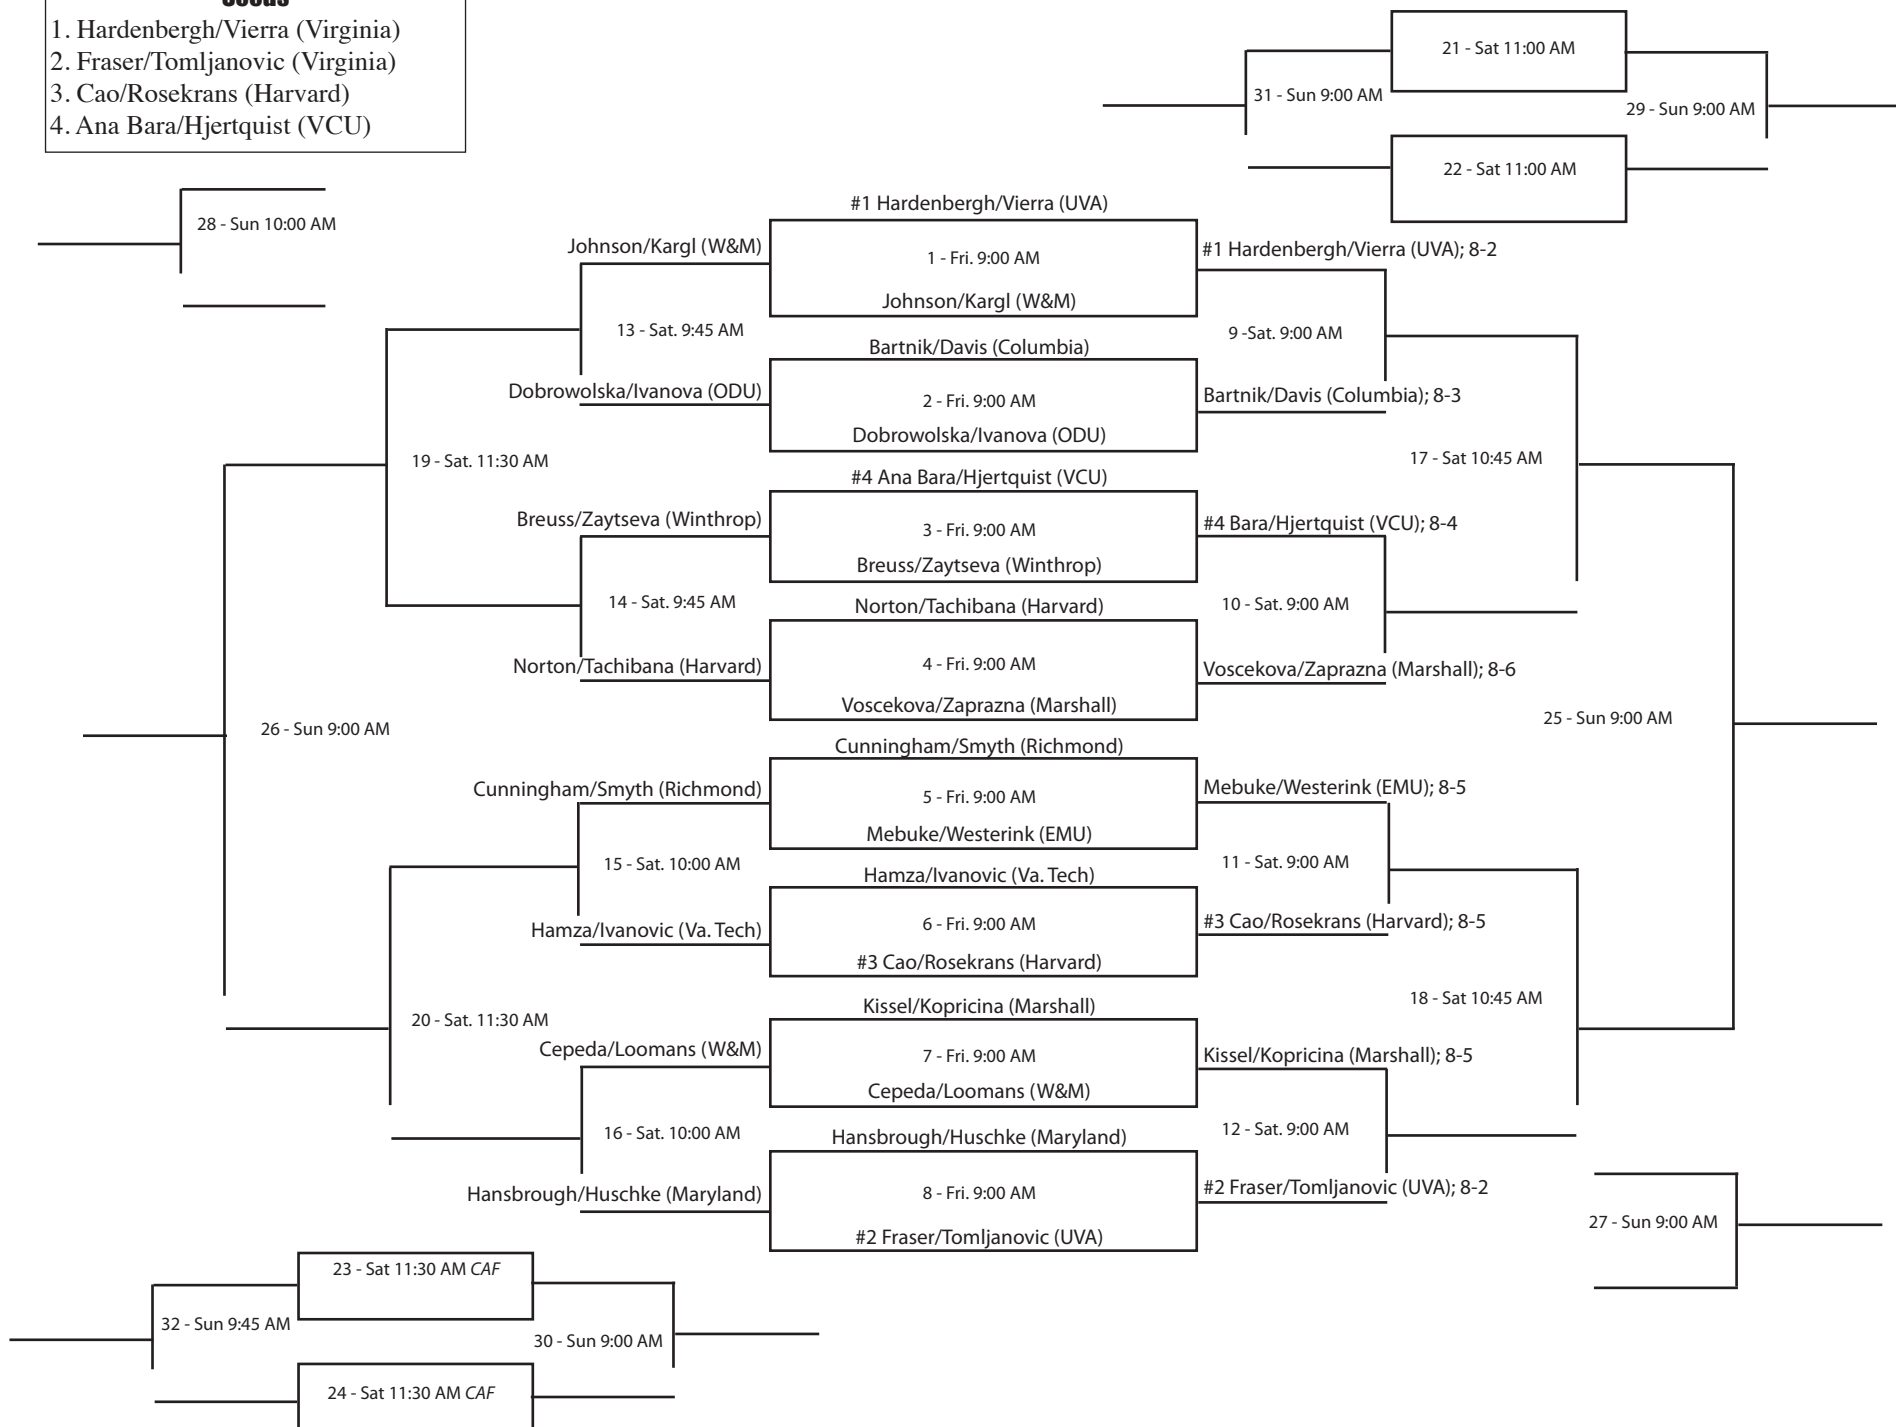 Seeds
1. Hardenbergh/Vierra (Virginia)
2. Fraser/Tomljanovic (Virginia)
3. Cao/Rosekrans (Harvard)
4. Ana Bara/Hjertquist (VCU)
21 - Sat 11:00 AM
31 - Sun 9:00 AM
29 - Sun 9:00 AM
22 - Sat 11:00 AM
28 - Sun 10:00 AM
#1 Hardenbergh/Vierra (UVA)
Johnson/Kargl (W&M)
1 - Fri. 9:00 AM
#1 Hardenbergh/Vierra (UVA); 8-2
Johnson/Kargl (W&M)
13 - Sat. 9:45 AM
9 -Sat. 9:00 AM
Bartnik/Davis (Columbia)
Dobrowolska/Ivanova (ODU)
2 - Fri. 9:00 AM
Bartnik/Davis (Columbia); 8-3
Dobrowolska/Ivanova (ODU)
19 - Sat. 11:30 AM
17 - Sat 10:45 AM
#4 Ana Bara/Hjertquist (VCU)
Breuss/Zaytseva (Winthrop)
3 - Fri. 9:00 AM
#4 Bara/Hjertquist (VCU); 8-4
Breuss/Zaytseva (Winthrop)
14 - Sat. 9:45 AM
10 - Sat. 9:00 AM
Norton/Tachibana (Harvard)
Norton/Tachibana (Harvard)
4 - Fri. 9:00 AM
Voscekova/Zaprazna (Marshall); 8-6
Voscekova/Zaprazna (Marshall)
26 - Sun 9:00 AM
25 - Sun 9:00 AM
Cunningham/Smyth (Richmond)
Cunningham/Smyth (Richmond)
5 - Fri. 9:00 AM
Mebuke/Westerink (EMU); 8-5
Mebuke/Westerink (EMU)
15 - Sat. 10:00 AM
11 - Sat. 9:00 AM
Hamza/Ivanovic (Va. Tech)
Hamza/Ivanovic (Va. Tech)
6 - Fri. 9:00 AM
#3 Cao/Rosekrans (Harvard); 8-5
#3 Cao/Rosekrans (Harvard)
20 - Sat. 11:30 AM
18 - Sat 10:45 AM
Kissel/Kopricina (Marshall)
Cepeda/Loomans (W&M)
7 - Fri. 9:00 AM
Kissel/Kopricina (Marshall); 8-5
Cepeda/Loomans (W&M)
16 - Sat. 10:00 AM
12 - Sat. 9:00 AM
Hansbrough/Huschke (Maryland)
Hansbrough/Huschke (Maryland)
8 - Fri. 9:00 AM
#2 Fraser/Tomljanovic (UVA); 8-2
#2 Fraser/Tomljanovic (UVA)
27 - Sun 9:00 AM
23 - Sat 11:30 AM CAF
32 - Sun 9:45 AM
30 - Sun 9:00 AM
24 - Sat 11:30 AM CAF